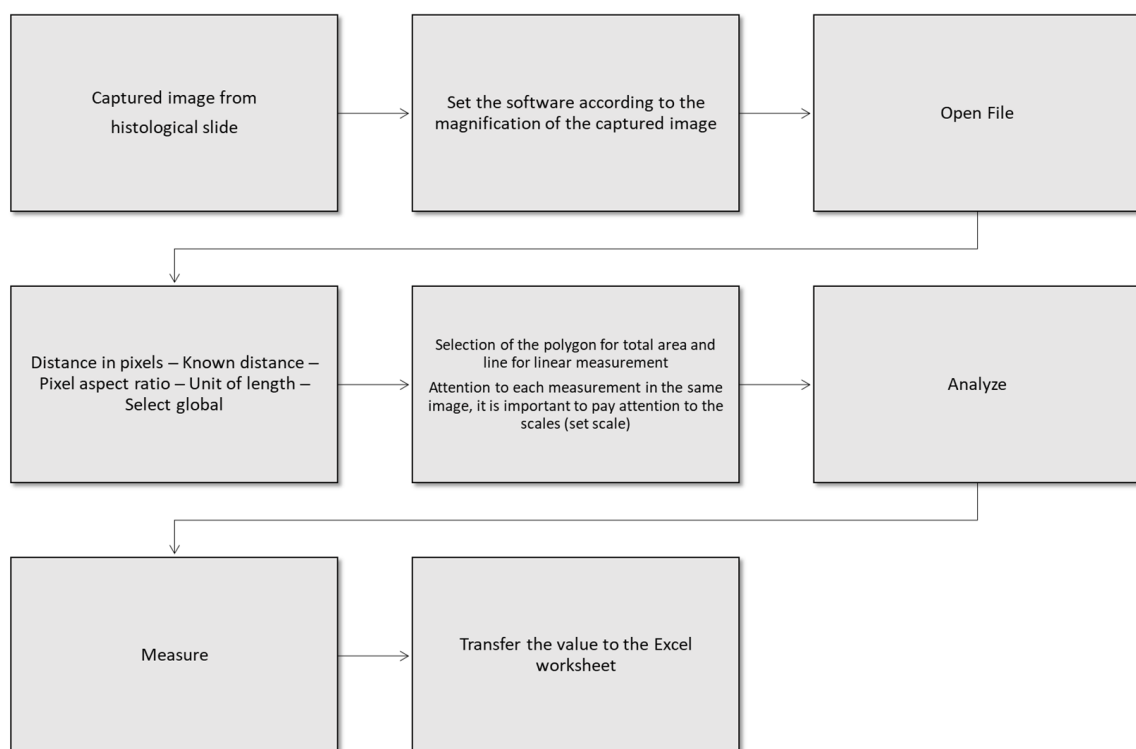 Captured image from
histological slide
Set the software according to the
magnification of the captured image
Open File
Distance in pixels – Known distance –
Pixel aspect ratio – Unit of length –
Select global
Selection of the polygon for total area and
line for linear measurement
Attention to each measurement in the same
image, it is important to pay attention to the
scales (set scale)
Analyze
Measure
Transfer the value to the Excel
worksheet